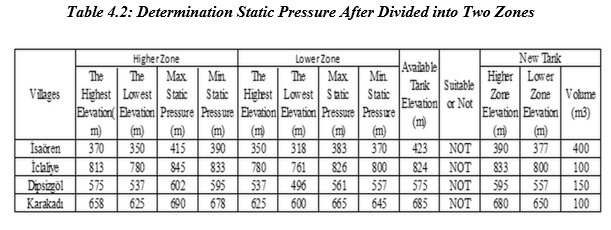 Table 4.2: Determination Static Pressure After Divided into Two Zones
Villages | Higher Zone | Lower Zone | Available Tank Elevation (m) | Suitable or Not | New Tank
The Highest Elevation( m) | The Lowest Elevation (m) | Max. Static Pressure (m) | Min. Static Pressure (m) | The Highest Elevation (m) | The Lowest Elevation (m) | Max. Static Pressure (m) | Min. Static Pressure (m) | Higher Zone Elevation (m) | Lower Zone Elevation (m) | Volume (m3)
İsaören 370 350 415 390 350 318 383 370 423 NOT 390 377 400
İclaliye 813 780 845 833 780 761 826 800 824 NOT 833 800 100
Dipsizgöl 575 537 602 595 537 496 561 557 575 NOT 595 557 150
Karakadı 658 625 690 678 625 600 665 645 685 NOT 680 650 100